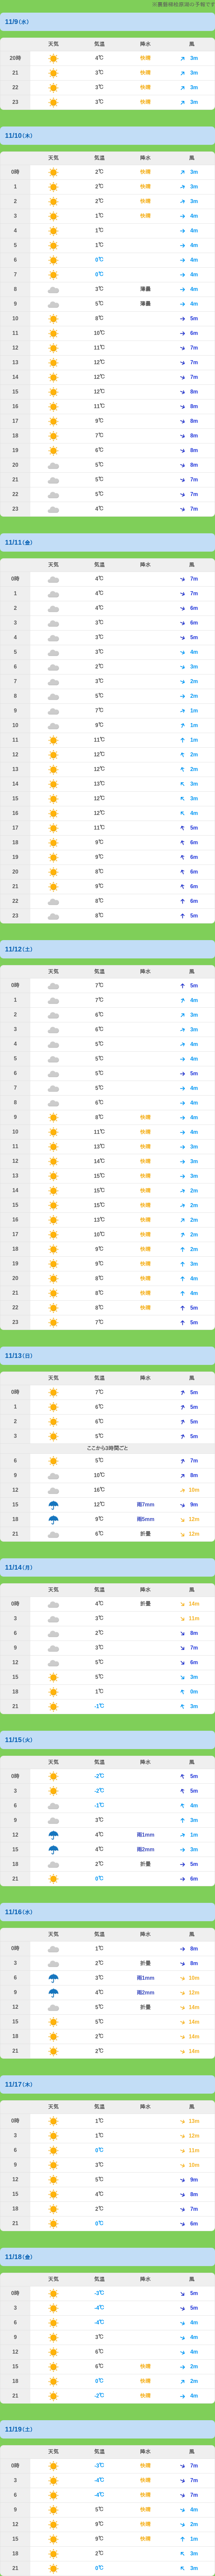 ※裏磐梯桧原湖の予報です
11/9（水）
天気 気温 降水 風
20時 4℃ 快晴 3m
21 3℃ 快晴 3m
22 3℃ 快晴 3m
23 3℃ 快晴 3m
11/10（木）
天気 気温 降水 風
0時 2℃ 快晴 3m
1 2℃ 快晴 3m
2 2℃ 快晴 3m
3 1℃ 快晴 4m
4 1℃ 4m
5 1℃ 4m
6 0℃ 4m
7 0℃ 4m
8 3℃ 薄曇 4m
9 5℃ 薄曇 4m
10 8℃ 5m
11 10℃ 6m
12 11℃ 7m
13 12℃ 7m
14 12℃ 7m
15 12℃ 8m
16 11℃ 8m
17 9℃ 8m
18 7℃ 8m
19 6℃ 8m
20 5℃ 8m
21 5℃ 7m
22 5℃ 7m
23 4℃ 7m
11/11（金）
天気 気温 降水 風
0時 4℃ 7m
1 4℃ 7m
2 4℃ 6m
3 3℃ 6m
4 3℃ 5m
5 3℃ 4m
6 2℃ 3m
7 3℃ 2m
8 5℃ 2m
9 7℃ 1m
10 9℃ 1m
11 11℃ 1m
12 12℃ 2m
13 12℃ 2m
14 13℃ 3m
15 12℃ 3m
16 12℃ 4m
17 11℃ 5m
18 9℃ 6m
19 9℃ 6m
20 8℃ 6m
21 9℃ 6m
22 8℃ 6m
23 8℃ 5m
11/12（土）
天気 気温 降水 風
0時 7℃ 5m
1 7℃ 4m
2 6℃ 3m
3 6℃ 3m
4 5℃ 4m
5 5℃ 4m
6 5℃ 5m
7 5℃ 4m
8 6℃ 4m
9 8℃ 快晴 4m
10 11℃ 快晴 4m
11 13℃ 快晴 3m
12 14℃ 快晴 3m
13 15℃ 快晴 3m
14 15℃ 快晴 2m
15 15℃ 快晴 2m
16 13℃ 快晴 2m
17 10℃ 快晴 2m
18 9℃ 快晴 2m
19 9℃ 快晴 3m
20 8℃ 快晴 4m
21 8℃ 快晴 4m
22 8℃ 快晴 5m
23 7℃ 5m
11/13（日）
天気 気温 降水 風
0時 7℃ 5m
1 6℃ 5m
2 6℃ 5m
3 5℃ 5m
ここから3時間ごと
6 5℃ 7m
9 10℃ 8m
12 16℃ 10m
15 12℃ 雨7mm 9m
18 9℃ 雨5mm 12m
21 6℃ 折曇 12m
11/14（月）
天気 気温 降水 風
0時 4℃ 折曇 14m
3 3℃ 11m
6 2℃ 8m
9 3℃ 7m
12 5℃ 6m
15 5℃ 3m
18 1℃ 0m
21 -1℃ 3m
11/15（火）
天気 気温 降水 風
0時 -2℃ 5m
3 -2℃ 5m
6 -1℃ 4m
9 3℃ 3m
12 4℃ 雨1mm 1m
15 4℃ 雨2mm 3m
18 2℃ 折曇 5m
21 0℃ 6m
11/16（水）
天気 気温 降水 風
0時 1℃ 8m
3 2℃ 折曇 8m
6 3℃ 雨1mm 10m
9 4℃ 雨2mm 12m
12 5℃ 折曇 14m
15 5℃ 14m
18 2℃ 14m
21 2℃ 14m
11/17（木）
天気 気温 降水 風
0時 1℃ 13m
3 1℃ 12m
6 0℃ 11m
9 3℃ 10m
12 5℃ 9m
15 4℃ 8m
18 2℃ 7m
21 0℃ 6m
11/18（金）
天気 気温 降水 風
0時 -3℃ 5m
3 -4℃ 5m
6 -4℃ 4m
9 3℃ 4m
12 6℃ 4m
15 6℃ 快晴 2m
18 0℃ 快晴 2m
21 -2℃ 快晴 4m
11/19（土）
天気 気温 降水 風
0時 -3℃ 快晴 7m
3 -4℃ 快晴 7m
6 -4℃ 快晴 7m
9 5℃ 快晴 4m
12 9℃ 快晴 2m
15 9℃ 快晴 1m
18 2℃ 3m
21 0℃ 3m